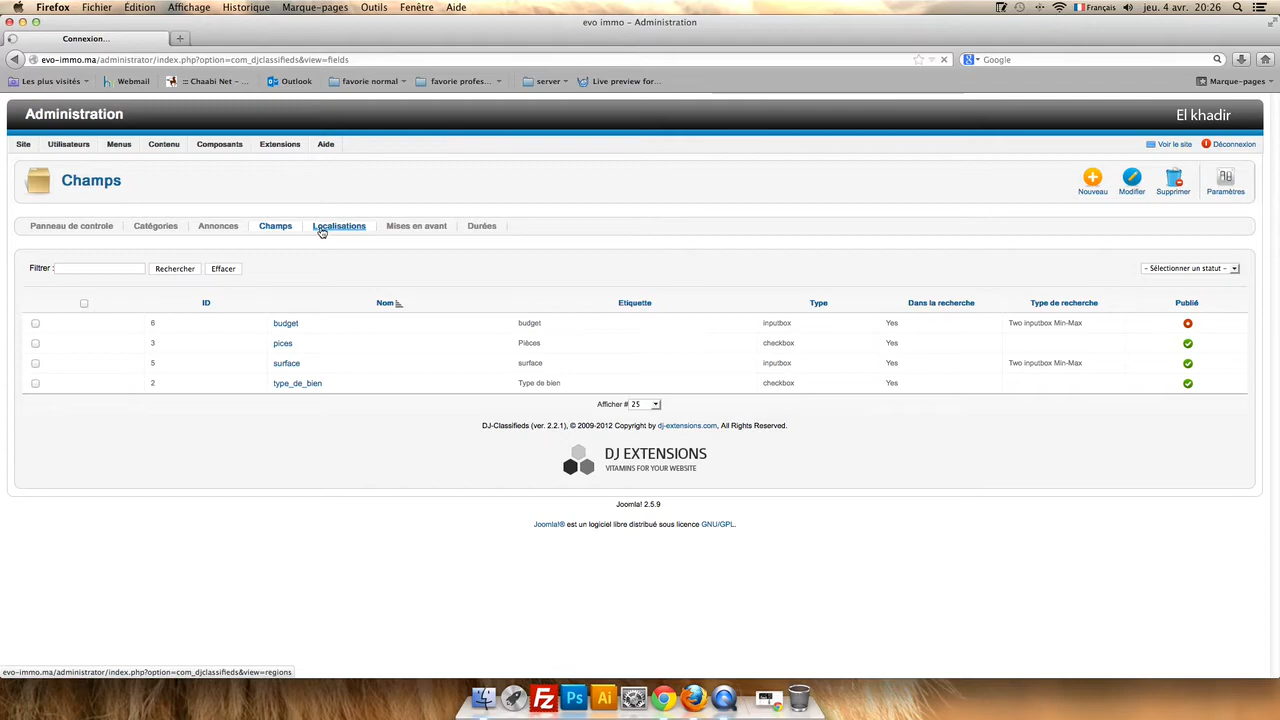 Firefox Fichier Édition Affichage Historique Marque-pages Outils Fenêtre Aide Français jeu. 4 avr. 20:26
evo immo – Administration
Connexion...
evo-immo.ma/administrator/index.php?option=com_djclassifieds&view=fields Google
Les plus visités Webmail :: Chaabi Net - ... Outlook favorie normal favorie profes... server Live preview for... Marque-pages
Administration El khadir
Site Utilisateurs Menus Contenu Composants Extensions Aide Voir le site Déconnexion
Champs Nouveau Modifier Supprimer Paramètres
Panneau de controle Catégories Annonces Champs Localisations Mises en avant Durées
Filtrer : Rechercher Effacer - Sélectionner un statut -
ID Nom Etiquette Type Dans la recherche Type de recherche Publié
6 budget budget inputbox Yes Two inputbox Min-Max
3 pices Pièces checkbox Yes
5 surface surface inputbox Yes Two inputbox Min-Max
2 type_de_bien Type de bien checkbox Yes
Afficher # 25
DJ-Classifieds (ver. 2.2.1), © 2009-2012 Copyright by dj-extensions.com, All Rights Reserved.
DJ EXTENSIONS
VITAMINS FOR YOUR WEBSITE
Joomla! 2.5.9
Joomla!® est un logiciel libre distribué sous licence GNU/GPL.
evo-immo.ma/administrator/index.php?option=com_djclassifieds&view=regions
Ps Ai